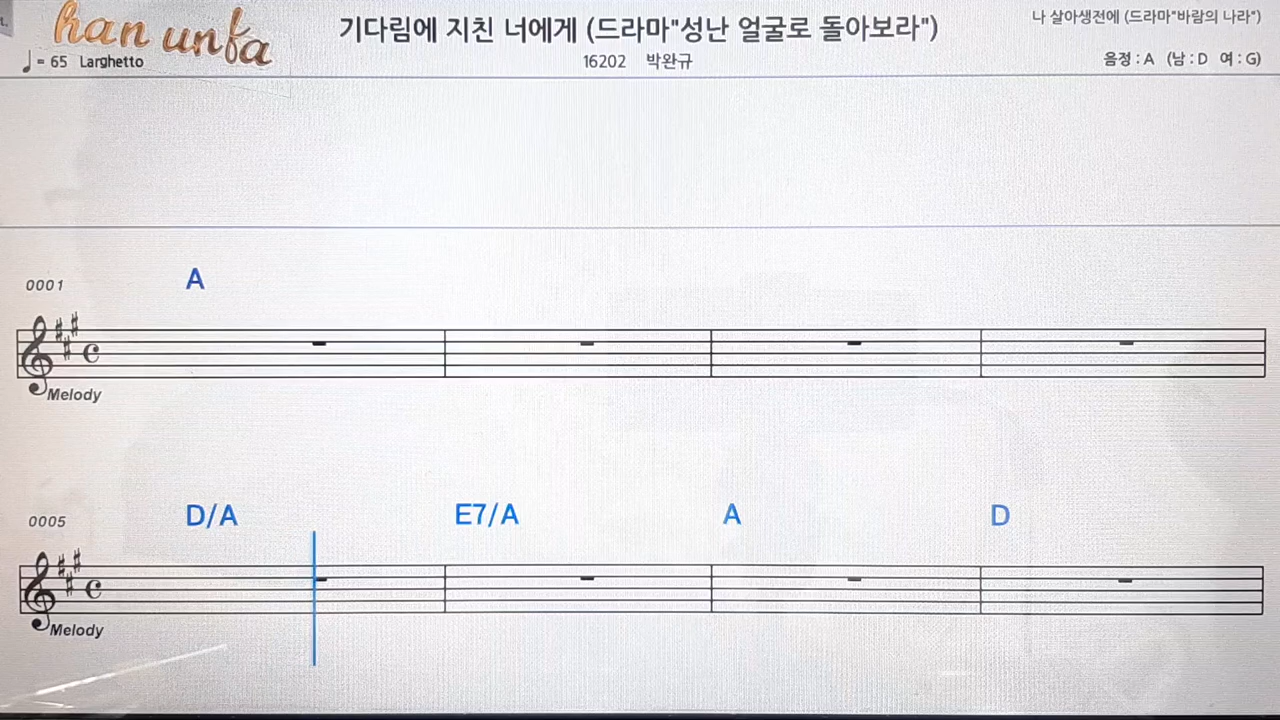 han unfa
기다림에 지친 너에게 (드라마"성난 얼굴로 돌아보라")
나 살아생전에 (드라마"바람의 나라")
♩= 65 Larghetto
16202 박완규
음정 : A (남 : D 여 : G)
0001 A
Melody
0005 D/A E7/A A D
Melody